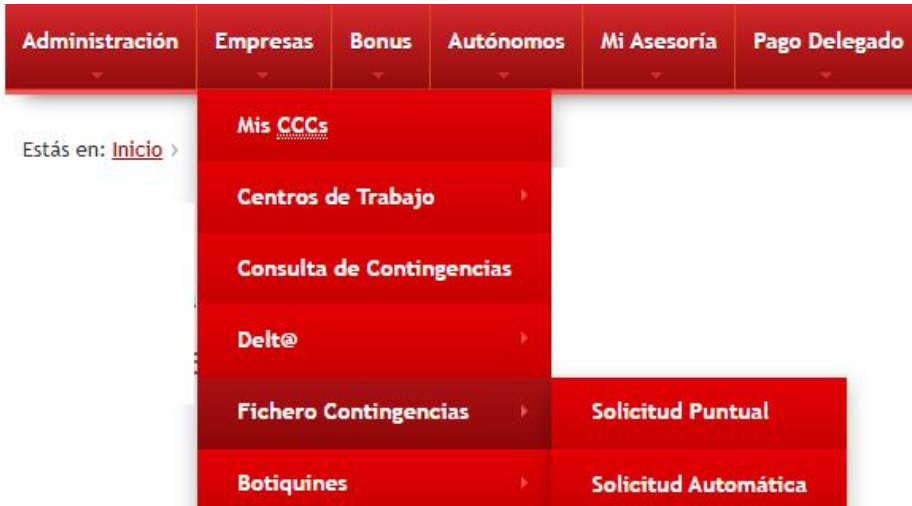 Administración Empresas Bonus Autónomos Mi Asesoría Pago Delegado
Estás en: Inicio >
Mis CCCs
Centros de Trabajo
Consulta de Contingencias
Delt@
Fichero Contingencias
Botiquines
Solicitud Puntual
Solicitud Automática